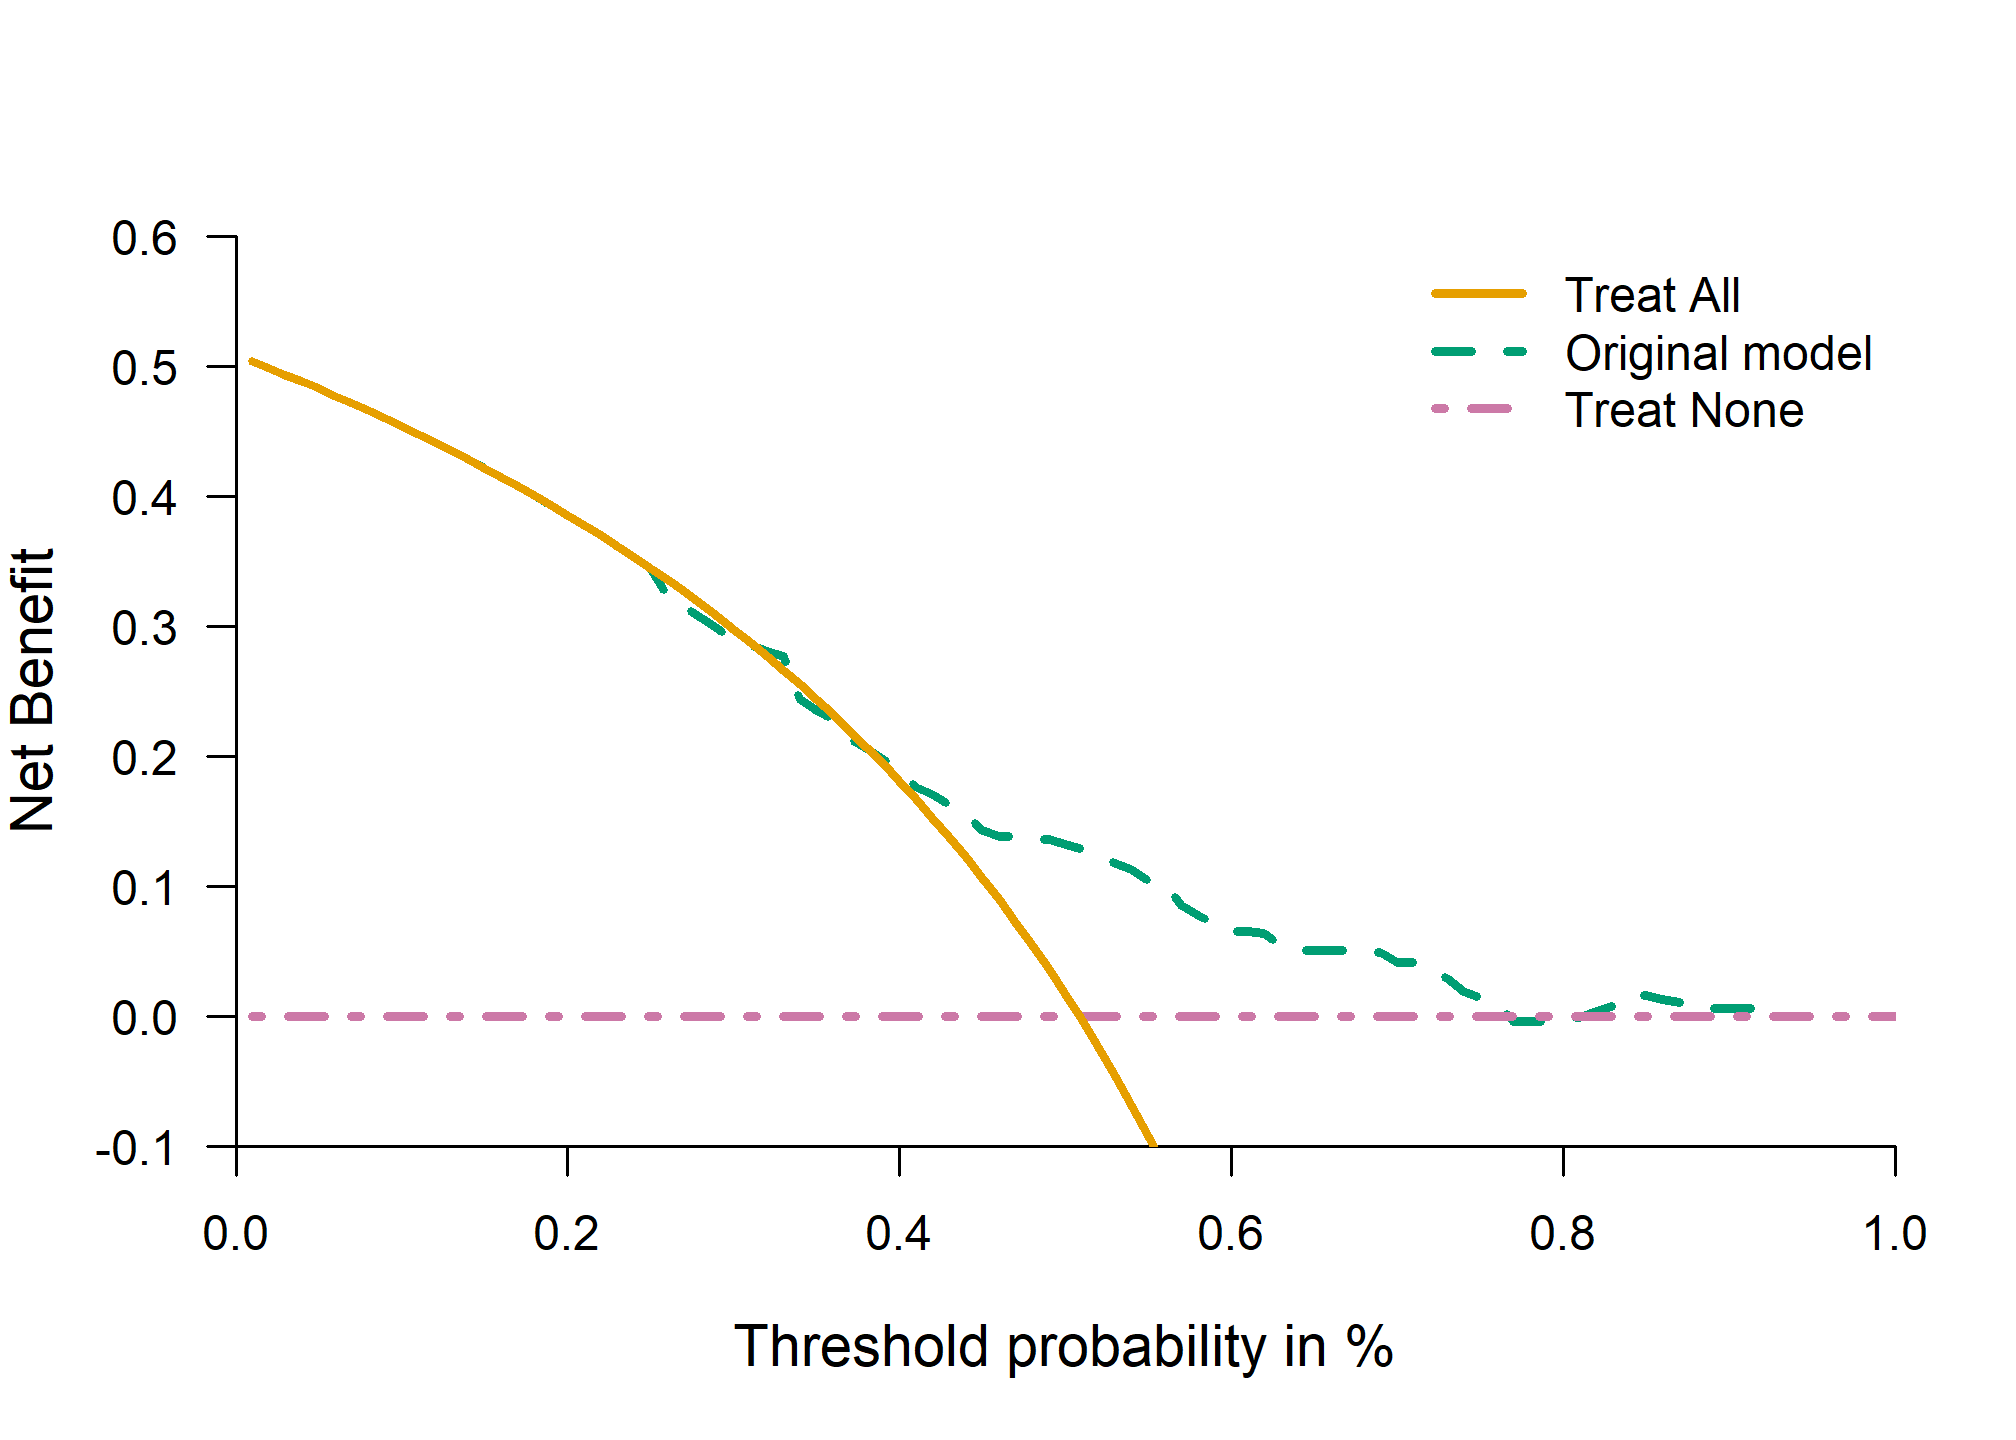 0.6
0.5
0.4
0.3
0.2
0.1
0.0
-0.1
Net Benefit
Treat All
Original model
Treat None
0.0 0.2 0.4 0.6 0.8 1.0
Threshold probability in %